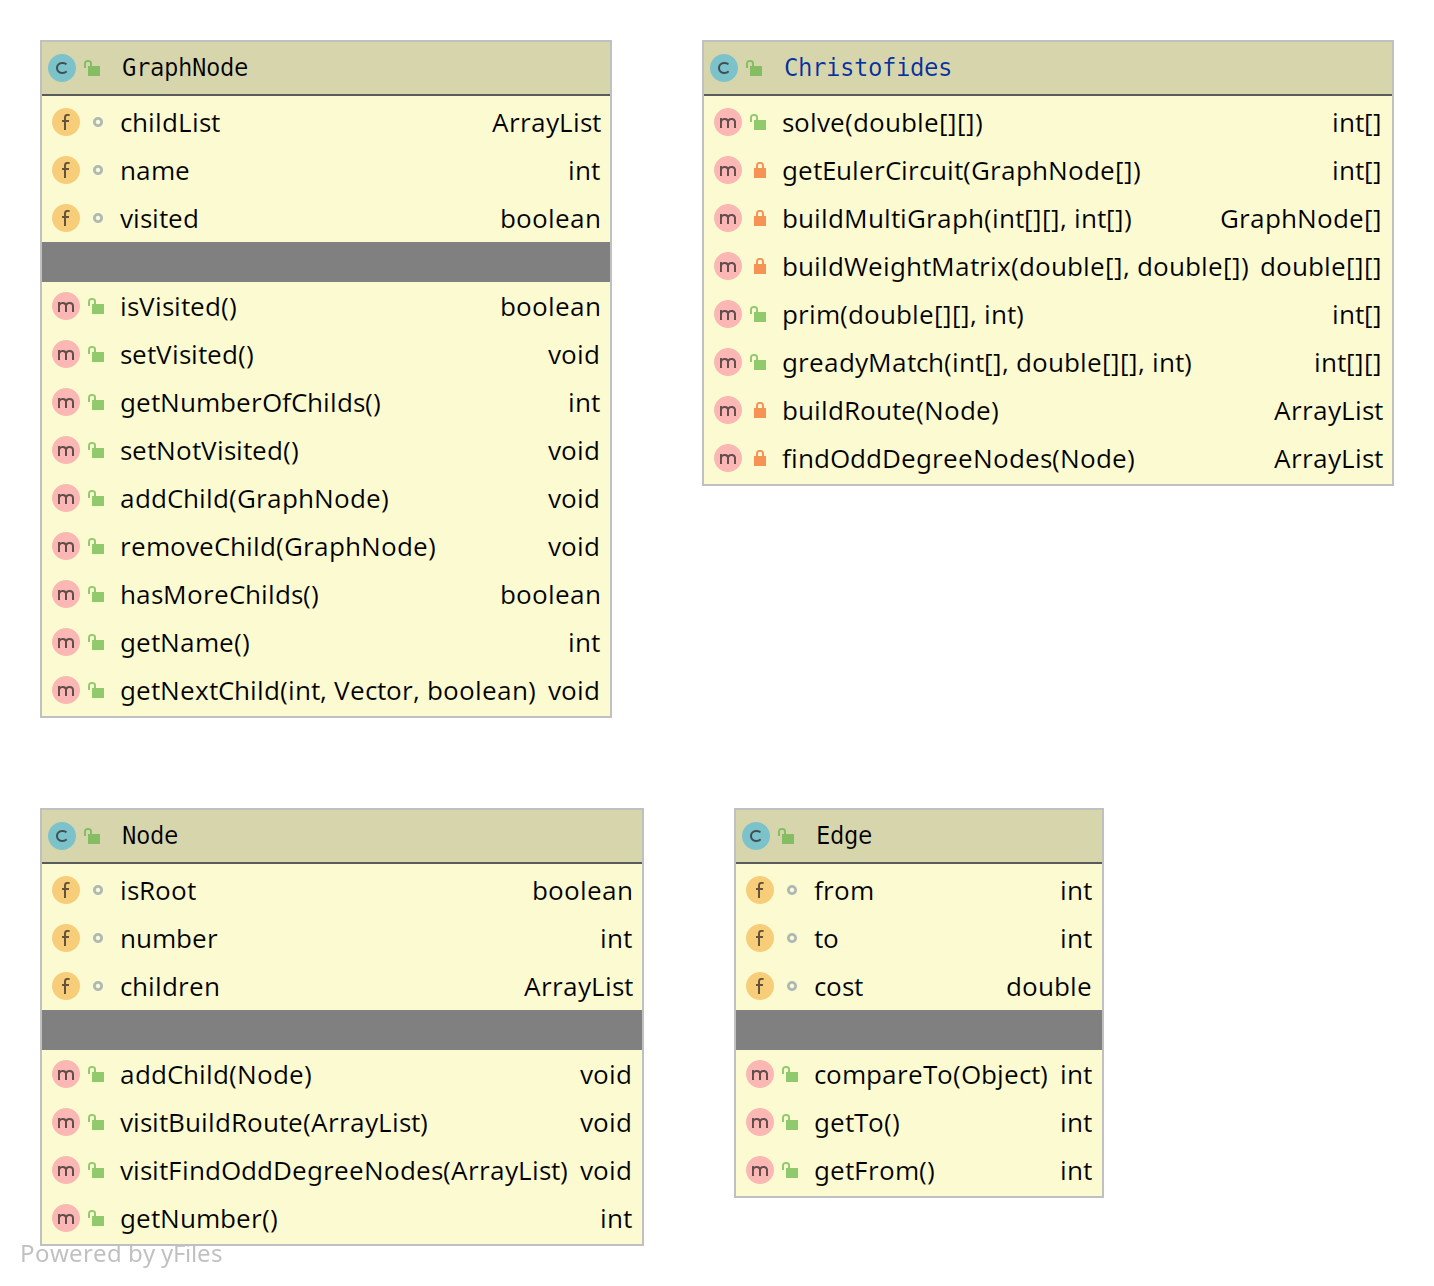 GraphNode
childList ArrayList
name int
visited boolean
isVisited() boolean
setVisited() void
getNumberOfChilds() int
setNotVisited() void
addChild(GraphNode) void
removeChild(GraphNode) void
hasMoreChilds() boolean
getName() int
getNextChild(int, Vector, boolean) void
Christofides
solve(double[][]) int[]
getEulerCircuit(GraphNode[]) int[]
buildMultiGraph(int[][], int[]) GraphNode[]
buildWeightMatrix(double[], double[]) double[][]
prim(double[][], int) int[]
greadyMatch(int[], double[][], int) int[][]
buildRoute(Node) ArrayList
findOddDegreeNodes(Node) ArrayList
Node
isRoot boolean
number int
children ArrayList
addChild(Node) void
visitBuildRoute(ArrayList) void
visitFindOddDegreeNodes(ArrayList) void
getNumber() int
Edge
from int
to int
cost double
compareTo(Object) int
getTo() int
getFrom() int
Powered by yFiles